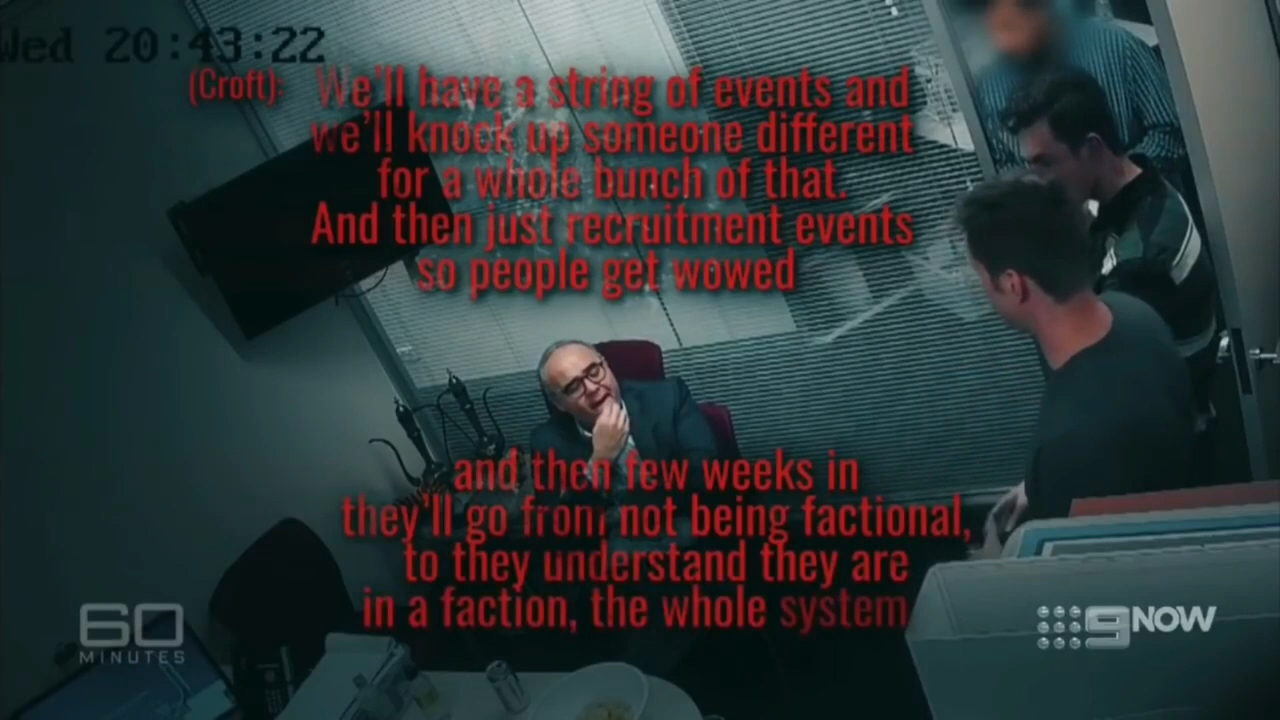 Wed 20:43:22
(Croft): We'll have a string of events and
we'll knock up someone different
for a whole bunch of that.
And then just recruitment events
so people get wowed
and then few weeks in
they'll go from not being factional,
to they understand they are
in a faction, the whole system
60
MINUTES
9NOW